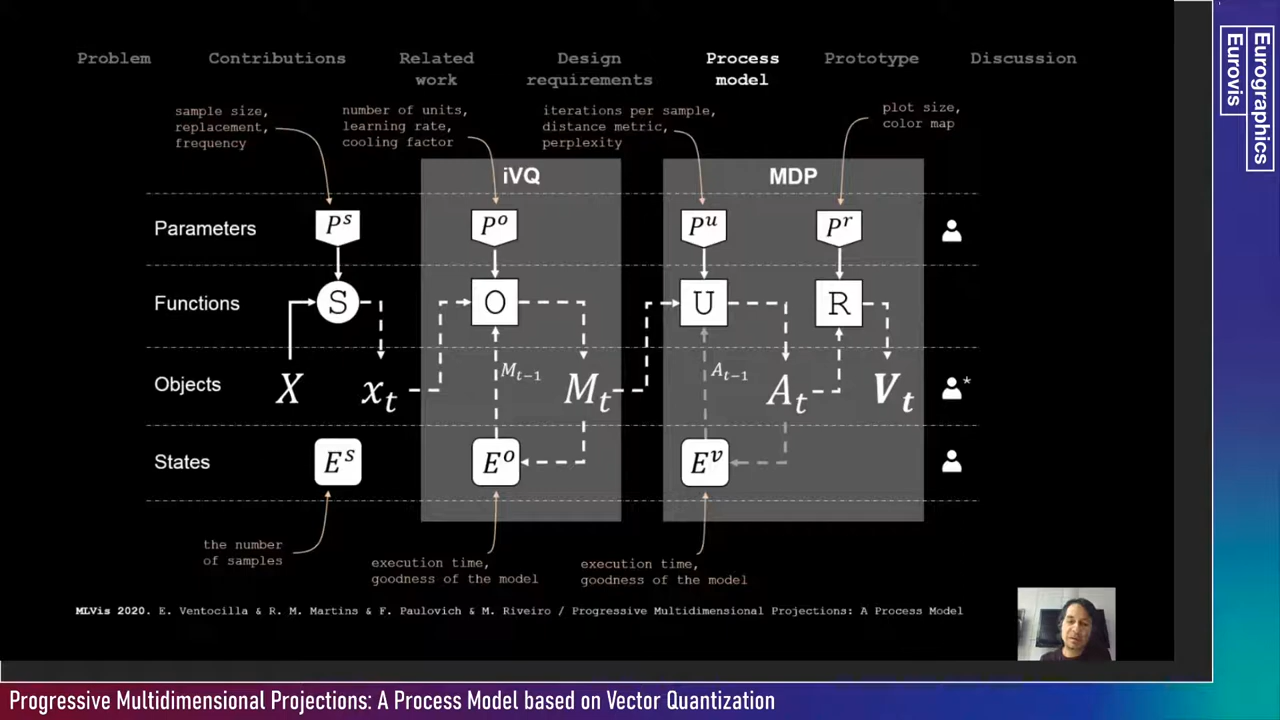 Problem
Contributions
Related
work
Design
requirements
Process
model
Prototype
Discussion
Eurographics
Eurovis
sample size,
replacement,
frequency
number of units,
learning rate,
cooling factor
iterations per sample,
distance metric,
perplexity
plot size,
color map
iVQ
MDP
Parameters
P^s
P^o
P^u
P^r
Functions
S
O
U
R
Objects
X
x_t
M_{t-1}
M_t
A_{t-1}
A_t
V_t
*
States
E^s
E^o
E^v
the number
of samples
execution time,
goodness of the model
execution time,
goodness of the model
MLVis 2020. E. Ventocilla & R. M. Martins & F. Paulovich & M. Riveiro / Progressive Multidimensional Projections: A Process Model
Progressive Multidimensional Projections: A Process Model based on Vector Quantization